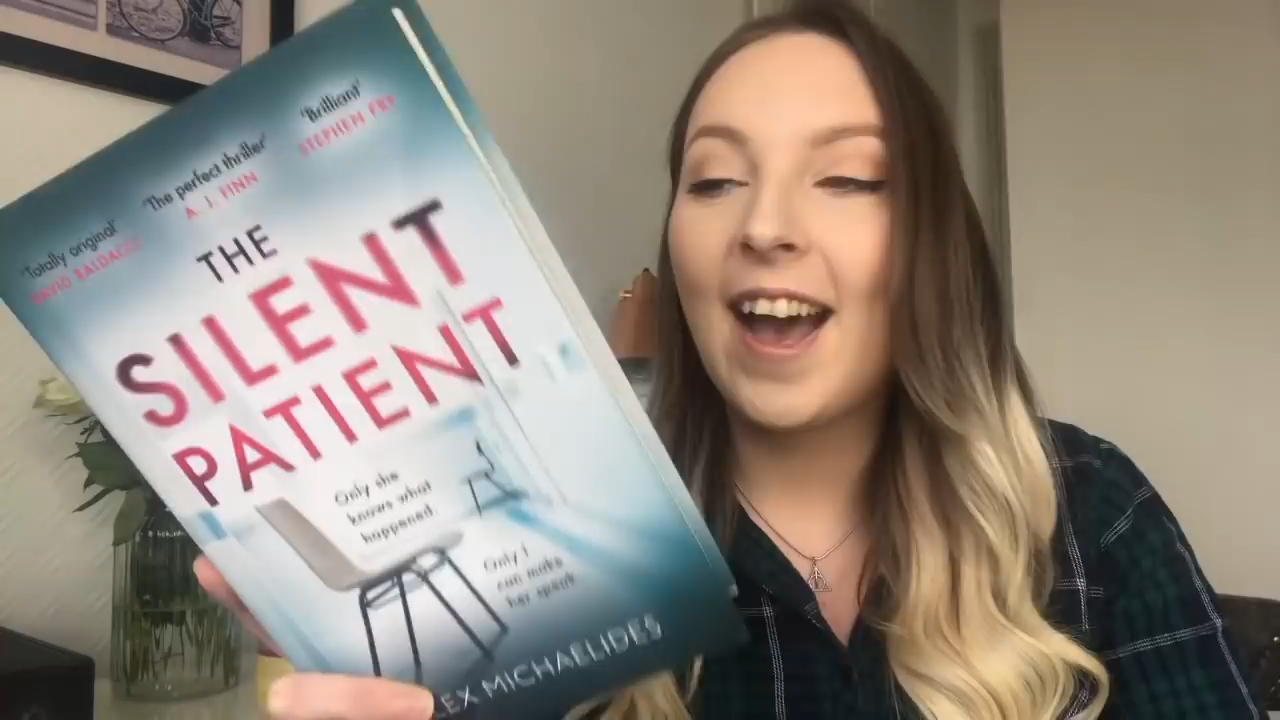 'Totally original'
DAVID BALDACCI
'The perfect thriller'
A. J. FINN
'Brilliant'
STEPHEN FRY
THE
SILENT
PATIENT
Only she
knows what
happened.
Only I
can make
her speak.
LEX MICHAELIDES